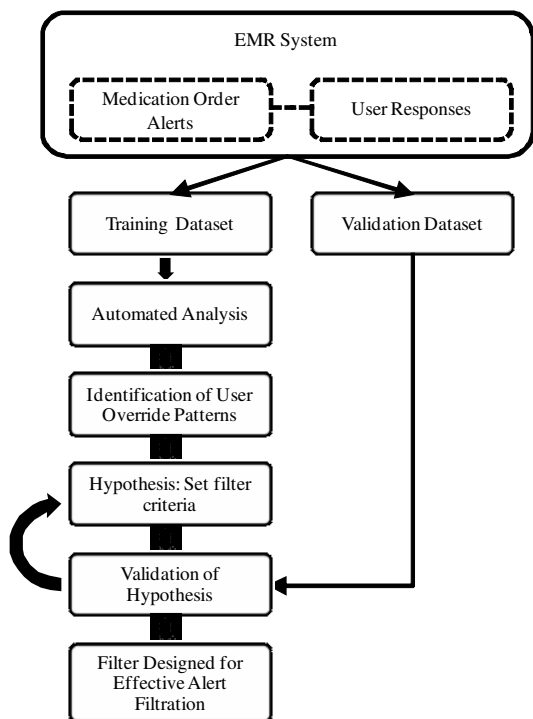 EMR System
Medication Order
Alerts
User Responses
Training Dataset
Validation Dataset
Automated Analysis
Identification of User
Override Patterns
Hypothesis: Set filter
criteria
Validation of
Hypothesis
Filter Designed for
Effective Alert
Filtration